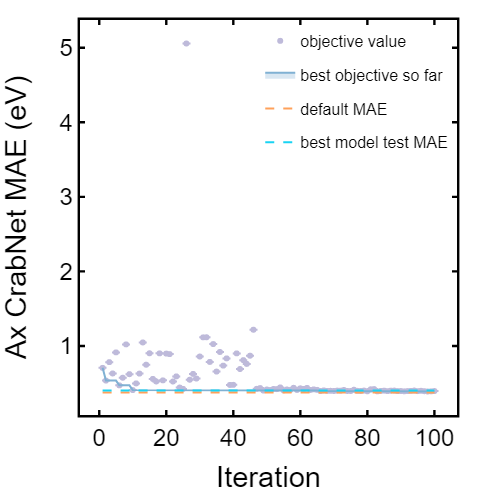 objective value
best objective so far
default MAE
best model test MAE
Ax CrabNet MAE (eV)
5
4
3
2
1
0 20 40 60 80 100
Iteration